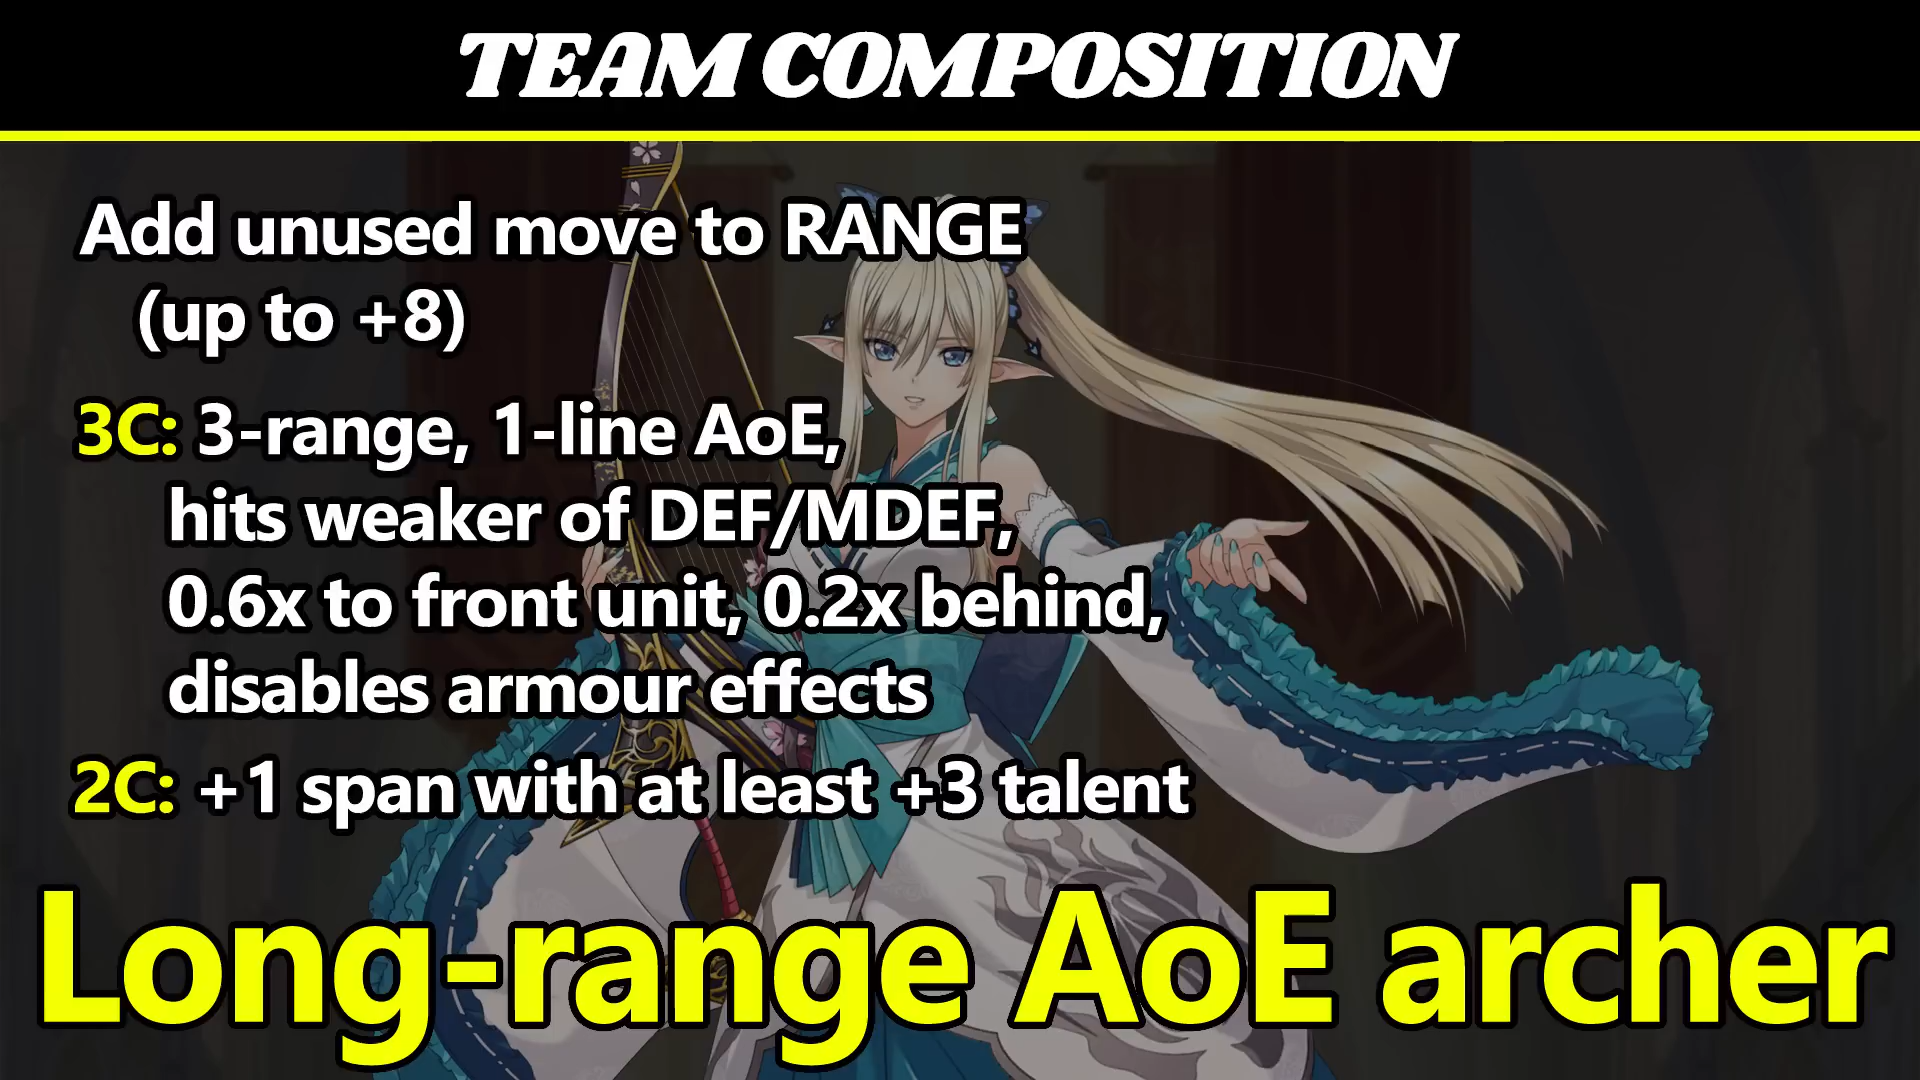 TEAM COMPOSITION
Add unused move to RANGE
(up to +8)
3C: 3-range, 1-line AoE,
hits weaker of DEF/MDEF,
0.6x to front unit, 0.2x behind,
disables armour effects
2C: +1 span with at least +3 talent
Long-range AoE archer